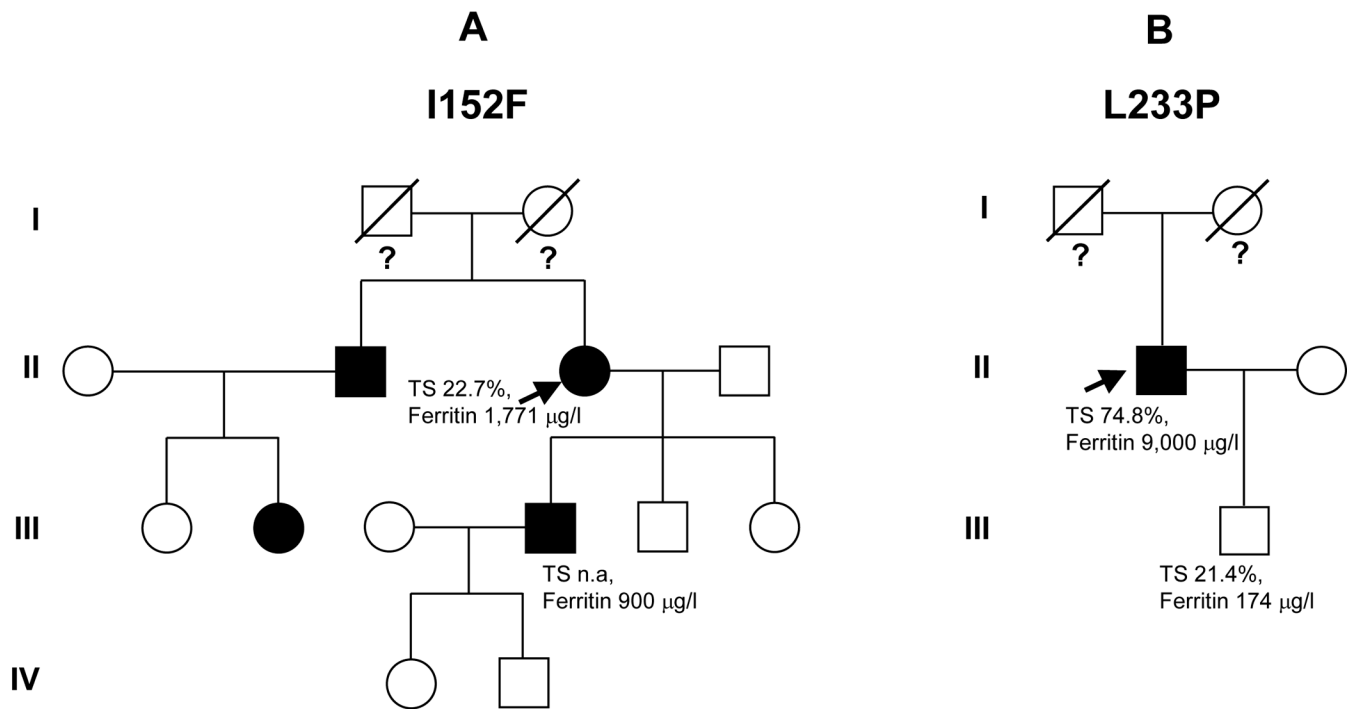 A
I152F
I
?
?
II
TS 22.7%,
Ferritin 1,771 μg/l
III
TS n.a,
Ferritin 900 μg/l
IV
B
L233P
I
?
?
II
TS 74.8%,
Ferritin 9,000 μg/l
III
TS 21.4%,
Ferritin 174 μg/l